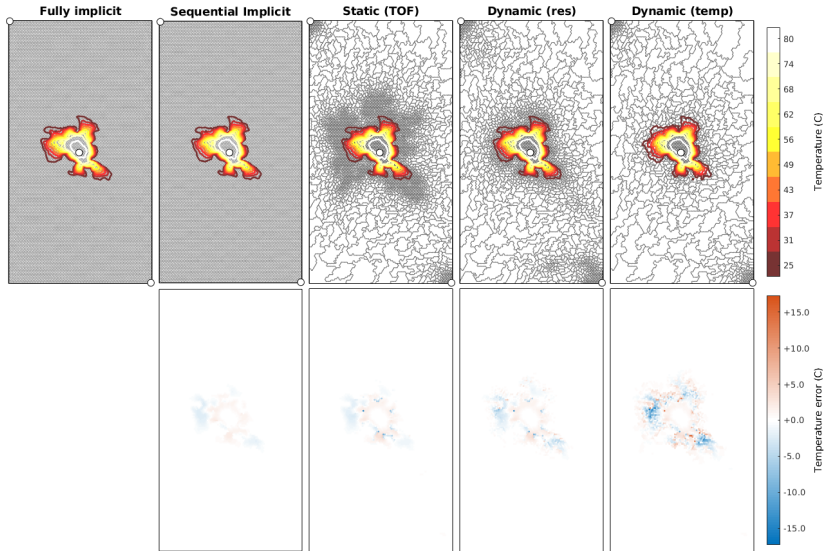 Fully implicit
Sequential Implicit
Static (TOF)
Dynamic (res)
Dynamic (temp)
80
74
68
62
56
49
43
37
31
25
Temperature (C)
+15.0
+10.0
+5.0
+0.0
-5.0
-10.0
-15.0
Temperature error (C)